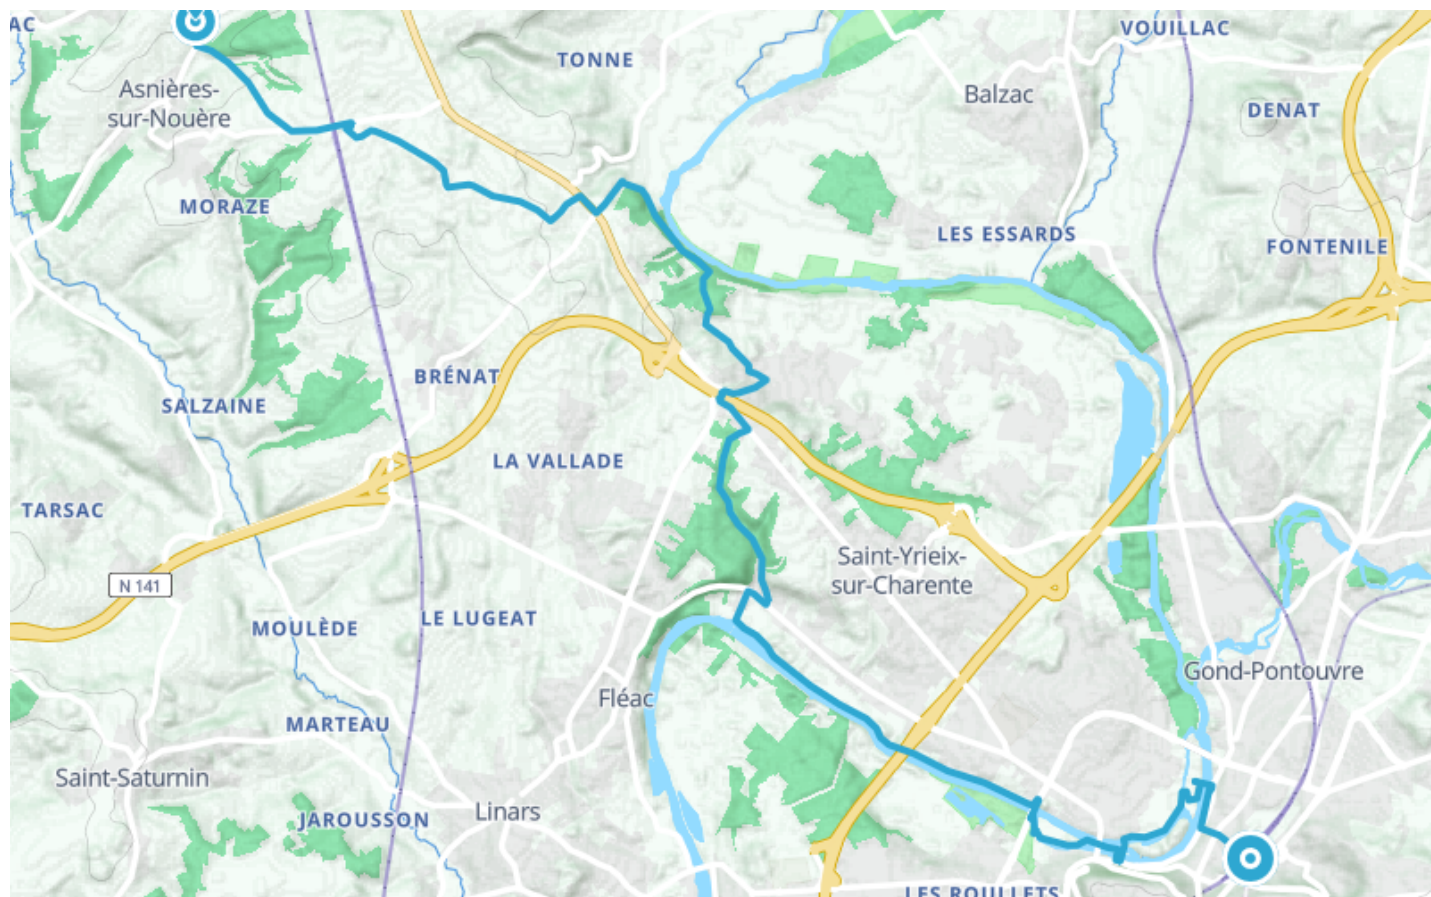 AC
VOUILLAC
TONNE
Asnières-
sur-Nouère
Balzac
DENAT
MORAZE
LES ESSARDS
FONTENILE
BRÉNAT
SALZAINE
LA VALLADE
TARSAC
Saint-Yrieix-
sur-Charente
N 141
LE LUGEAT
MOULÈDE
Gond-Pontouvre
Fléac
MARTEAU
Saint-Saturnin
Linars
JAROUSSON
LES ROULLETS